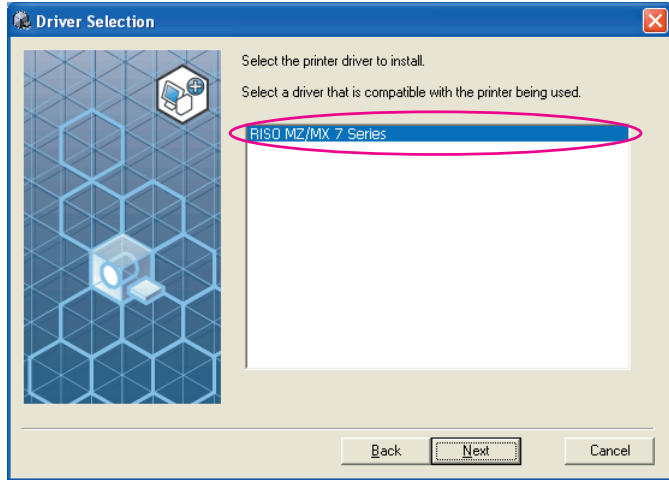 Driver Selection
Select the printer driver to install.
Select a driver that is compatible with the printer being used.
RISO MZ/MX 7 Series
Back
Next
Cancel